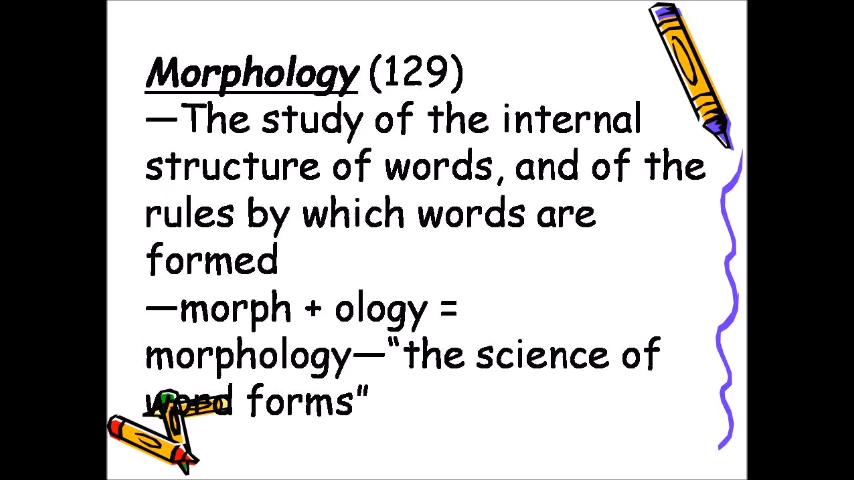 Morphology (129)
—The study of the internal
structure of words, and of the
rules by which words are
formed
—morph + ology =
morphology—“the science of
word forms”